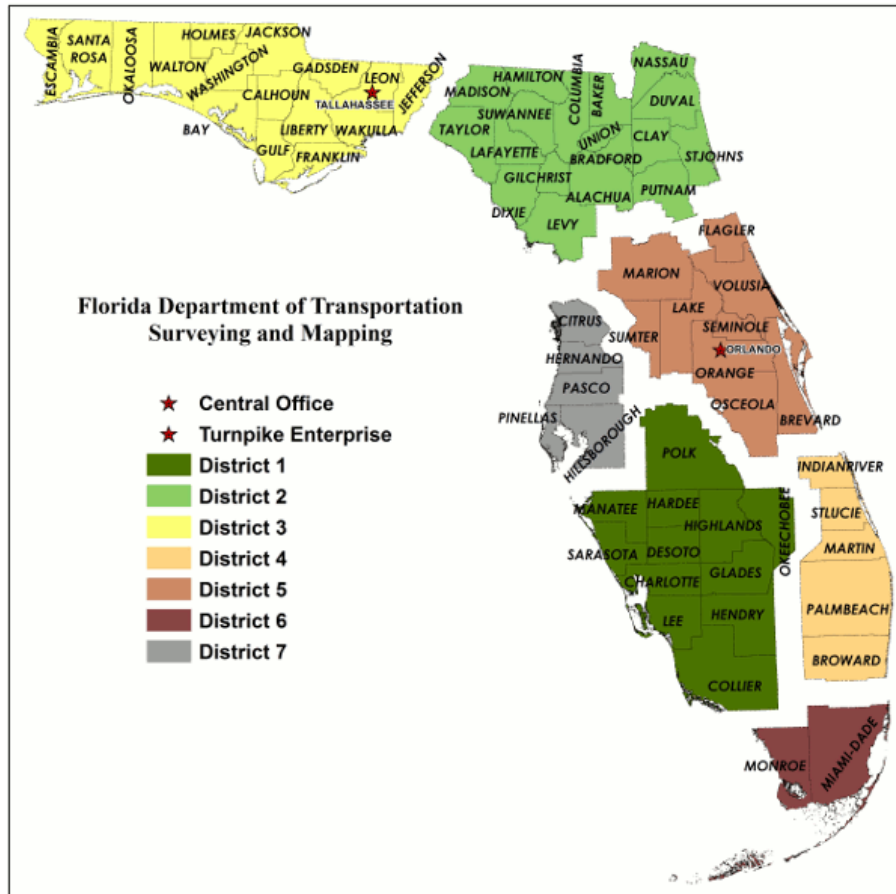 ESCAMBIA
SANTA
ROSA
OKALOOSA
HOLMES
JACKSON
WALTON
WASHINGTON
GADSDEN
LEON
JEFFERSON
CALHOUN
TALLAHASSEE
BAY
LIBERTY
WAKULLA
GULF
FRANKLIN
HAMILTON
COLUMBIA
BAKER
NASSAU
MADISON
DUVAL
SUWANNEE
TAYLOR
UNION
CLAY
LAFAYETTE
BRADFORD
STJOHNS
GILCHRIST
ALACHUA
PUTNAM
DIXIE
LEVY
FLAGLER
MARION
VOLUSIA
LAKE
SEMINOLE
SUMTER
ORLANDO
ORANGE
OSCEOLA
BREVARD
CITRUS
HERNANDO
PASCO
PINELLAS
HILLSBOROUGH
POLK
MANATEE
HARDEE
HIGHLANDS
OKEECHOBEE
SARASOTA
DESOTO
CHARLOTTE
GLADES
LEE
HENDRY
COLLIER
INDIANRIVER
STLUCIE
MARTIN
PALMBEACH
BROWARD
MONROE
MIAMI-DADE
Florida Department of Transportation
Surveying and Mapping
Central Office
Turnpike Enterprise
District 1
District 2
District 3
District 4
District 5
District 6
District 7